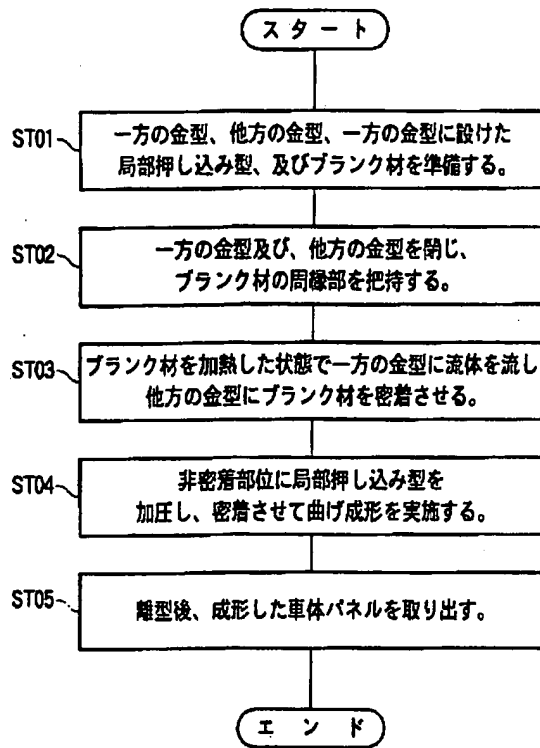 スタート
ST01
一方の金型、他方の金型、一方の金型に設けた
局部押し込み型、及びブランク材を準備する。
ST02
一方の金型及び、他方の金型を閉じ、
ブランク材の周縁部を把持する。
ST03
ブランク材を加熱した状態で一方の金型に流体を流し
他方の金型にブランク材を密着させる。
ST04
非密着部位に局部押し込み型を
加圧し、密着させて曲げ成形を実施する。
ST05
離型後、成形した車体パネルを取り出す。
エンド